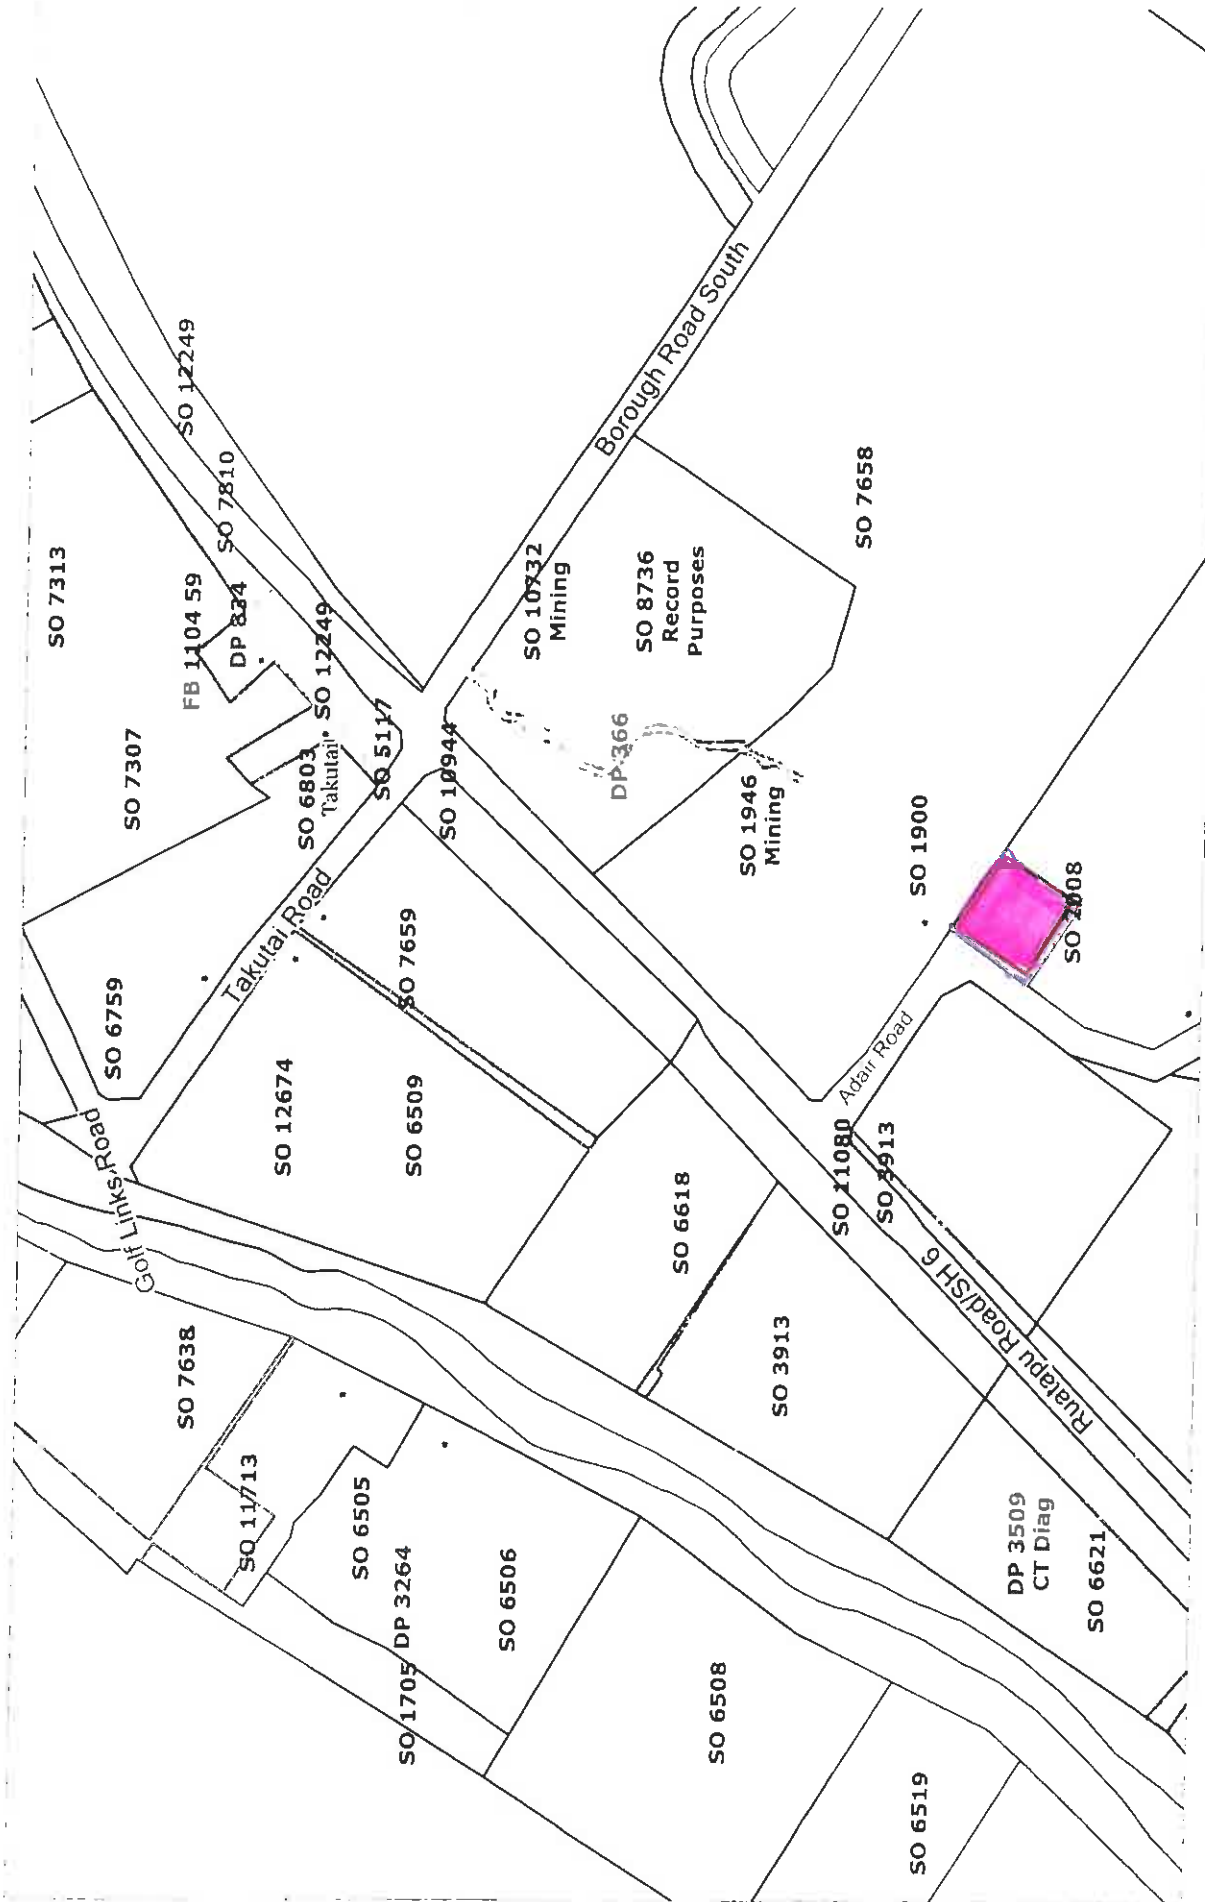 SO 7313
SO 12249
SO 7810
FB 1104 59
DP 834
SO 12249
SO 7307
SO 6803
Takutai
SO 5117
SO 10944
Borough Road South
SO 10732
Mining
SO 8736
Record
Purposes
SO 7658
DP 366
SO 1946
Mining
SO 1900
SO 6759
Takutai Road
SO 7659
SO 12674
SO 6509
Golf Links Road
Adair Road
SO 11080
SO 3913
SO 6618
Ruatapu Road/SH 6
SO 3913
SO 7638
SO 11713
SO 6505
SO 1705 DP 3264
SO 6506
SO 6508
SO 6519
DP 3509
CT Diag
SO 6621